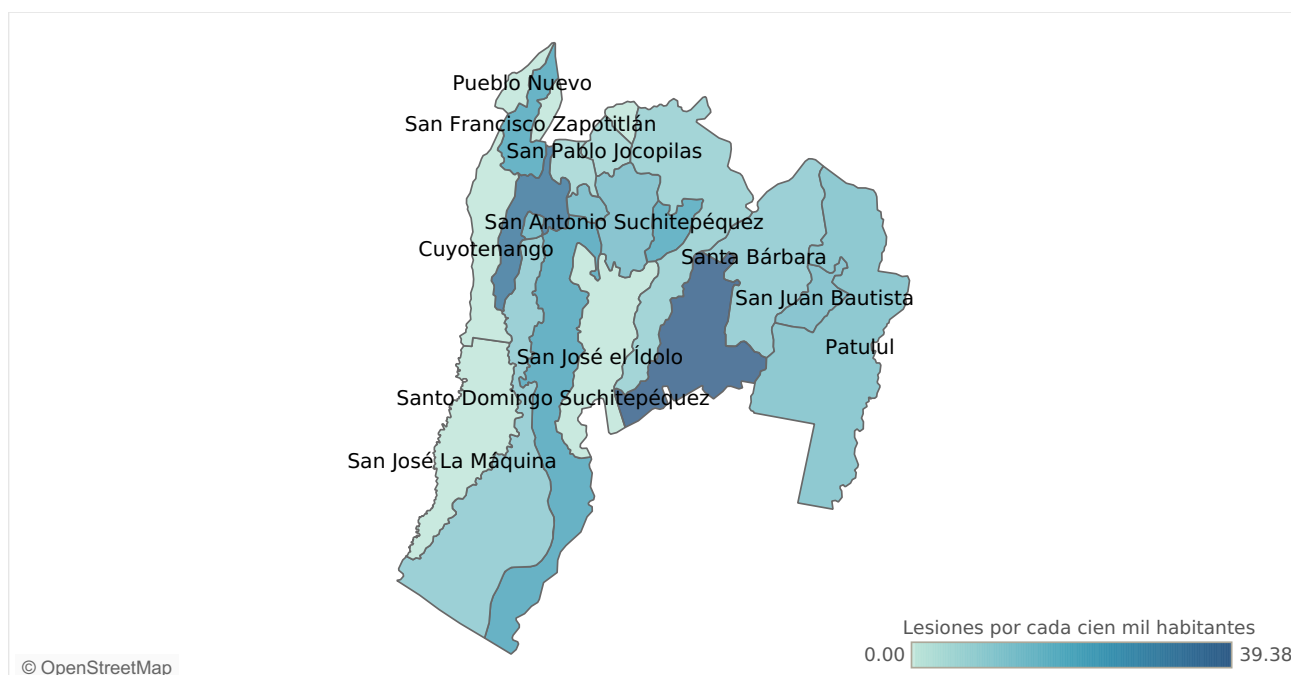 Pueblo Nuevo
San Francisco Zapotitlán
San Pablo Jocopilas
San Antonio Suchitepéquez
Cuyotenango
Santa Bárbara
San Juan Bautista
Patulul
San José el Ídolo
Santo Domingo Suchitepéquez
San José La Máquina
Lesiones por cada cien mil habitantes
0.00 39.38
© OpenStreetMap